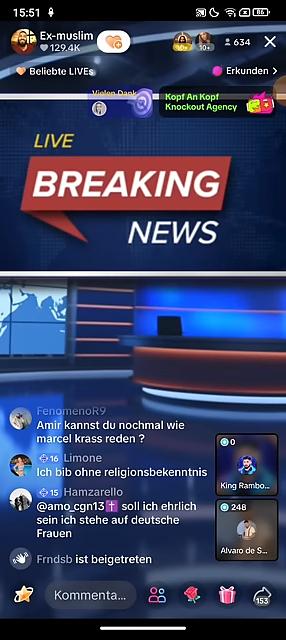 15:51
86
Ex-muslim
129.4K
10+
10+
634
Beliebte LIVEs
Erkunden
Vielen Dank
Kopf An Kopf
Knockout Agency
LIVE
BREAKING
NEWS
FenomenoR9
Amir kannst du nochmal wie
marcel krass reden ?
16 Limone
Ich bib ohne religionsbekenntnis
15 Hamzarello
@amo_cgn13✝️ soll ich ehrlich
sein ich stehe auf deutsche
Frauen
0
King Rambo...
248
Alvaro de S...
Frndsb ist beigetreten
Kommenta...
153